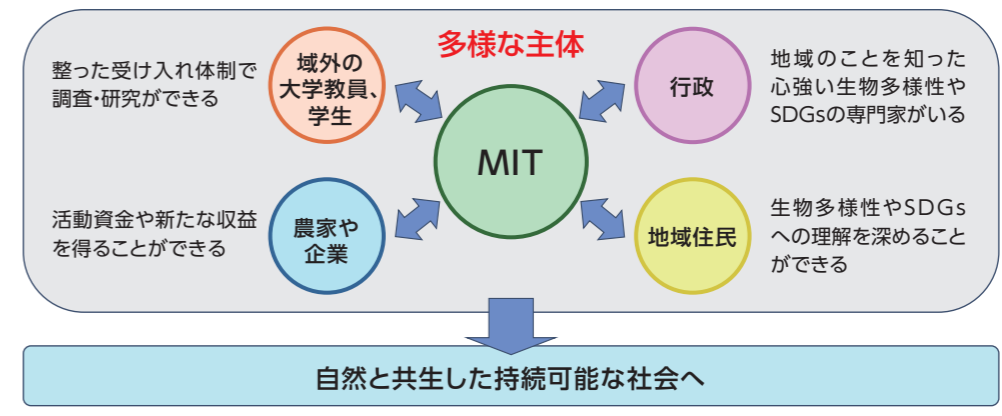 多様な主体
整った受け入れ体制で
調査・研究ができる
域外の
大学教員、
学生
MIT
行政
地域のことを知った
心強い生物多様性や
SDGsの専門家がいる
活動資金や新たな収益
を得ることができる
農家や
企業
地域住民
生物多様性やSDGs
への理解を深めること
ができる
自然と共生した持続可能な社会へ